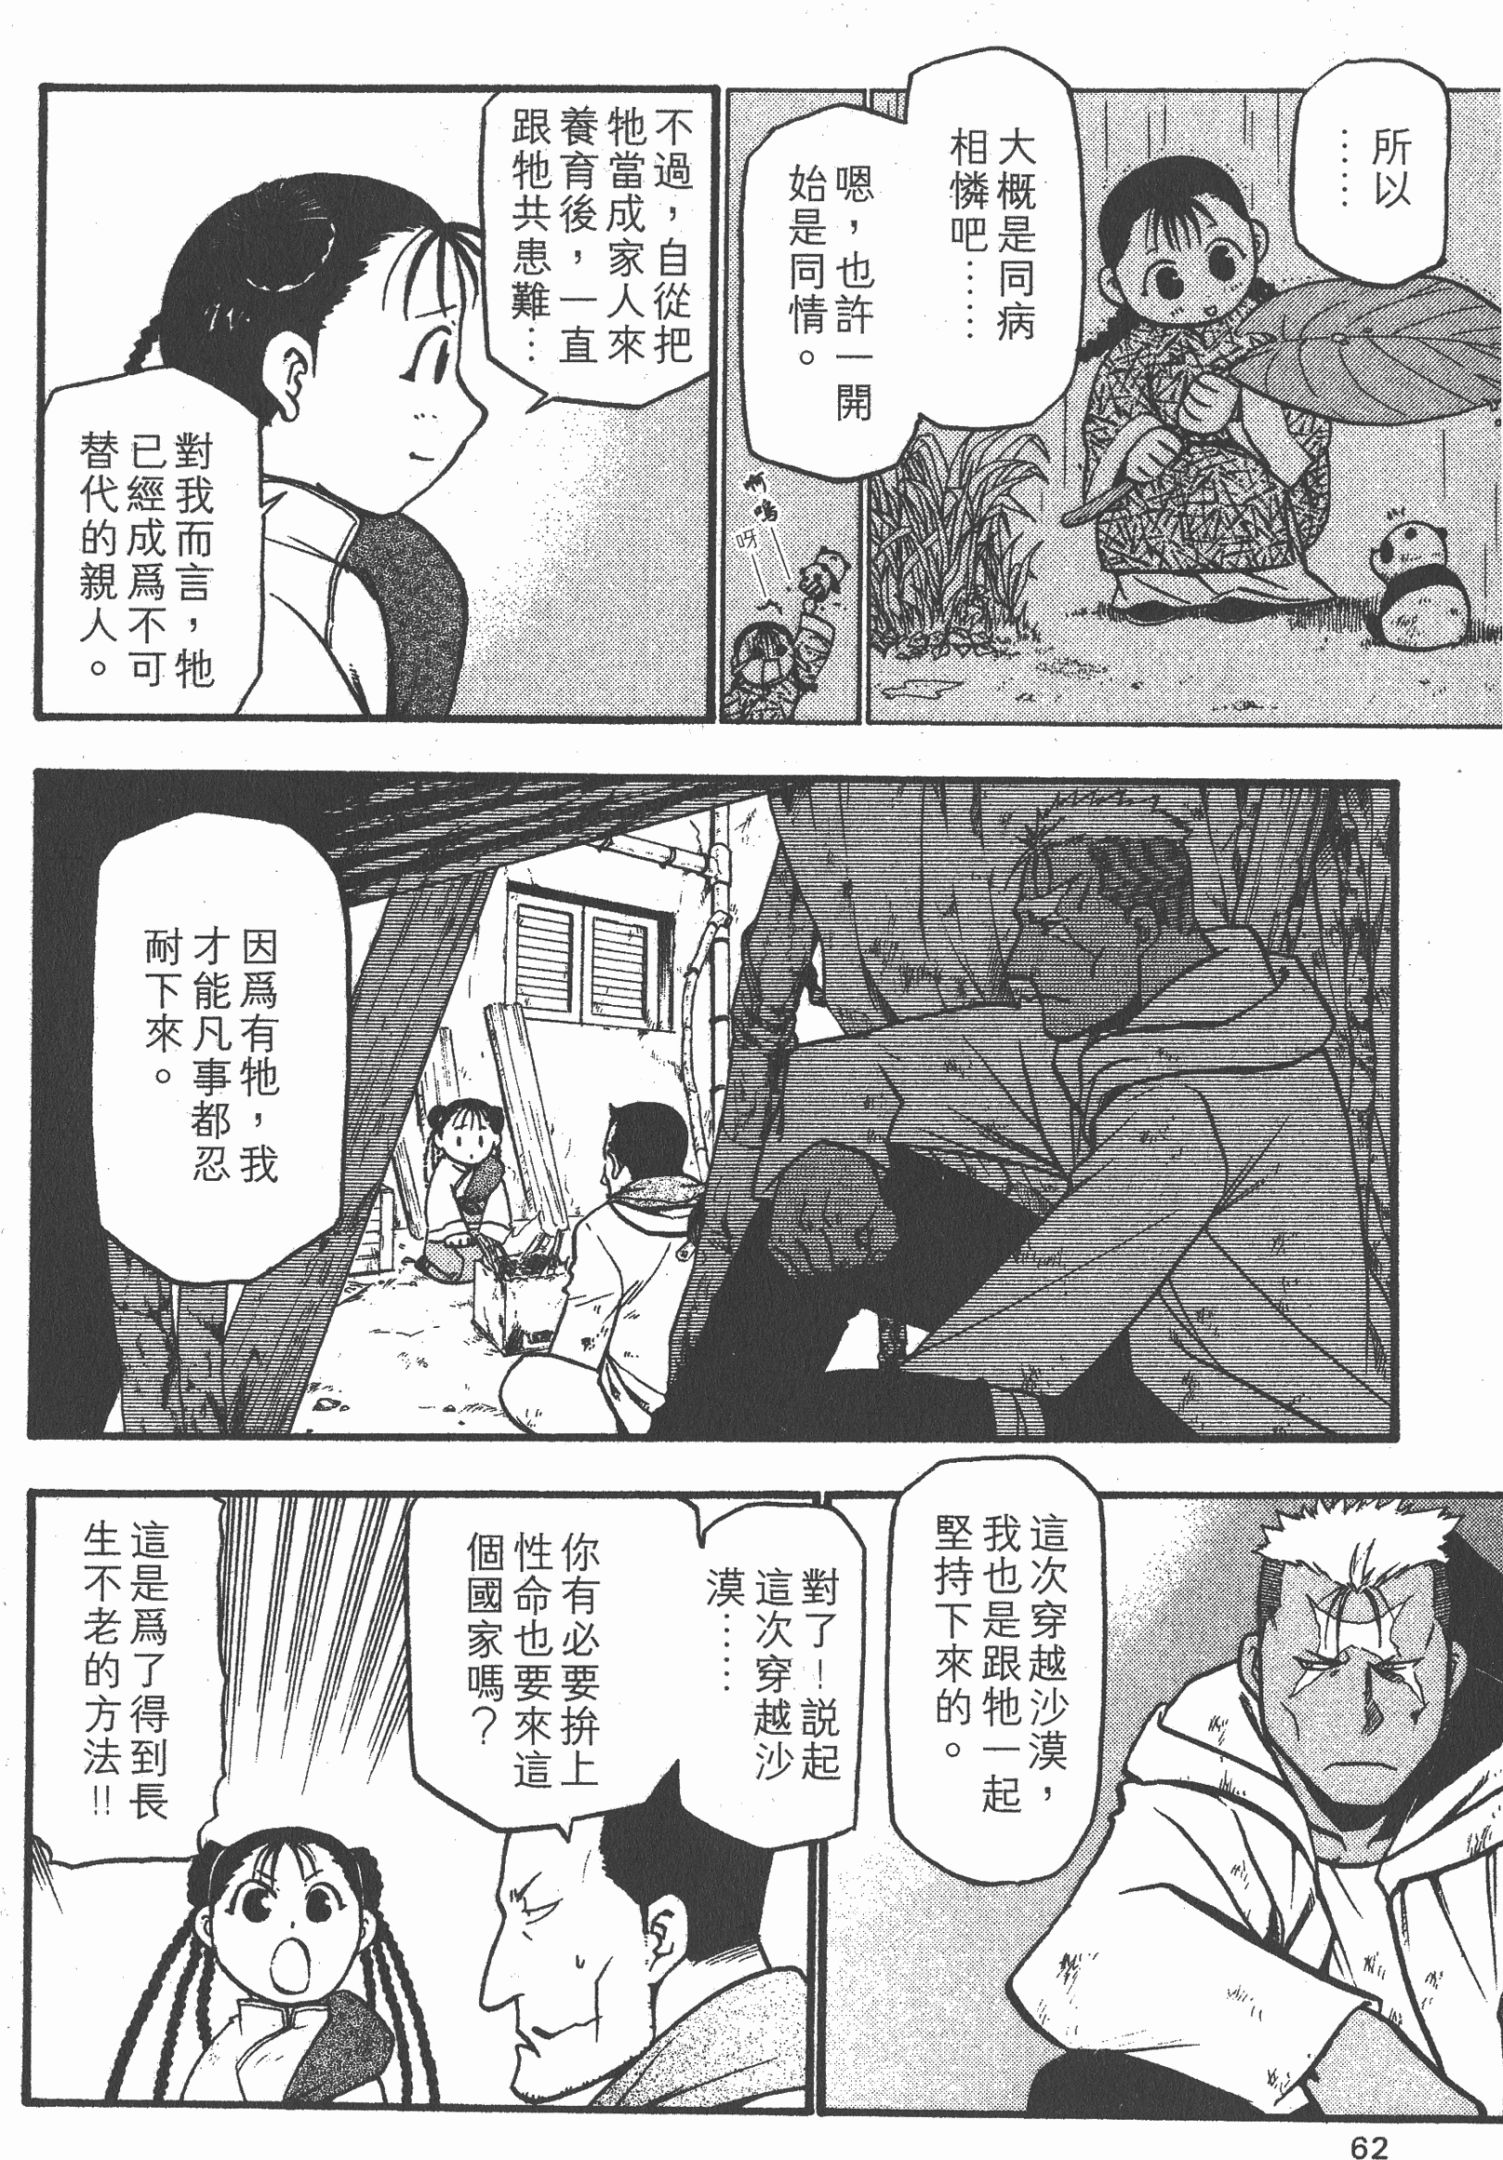 所以
……
大概是同病
相憐吧……
嗯，也許一開
始是同情。
啊嗚
呀
不過，自從把
牠當成家人來
養育後，一直
跟牠共患難…
對我而言，牠
已經成爲不可
替代的親人。
因爲有牠，我
才能凡事都忍
耐下來。
這次穿越沙漠，
我也是跟牠一起
堅持下來的。
對了！説起
這次穿越沙
漠……
你有必要拚上
性命也要來這
個國家嗎？
這是爲了得到長
生不老的方法!!
62